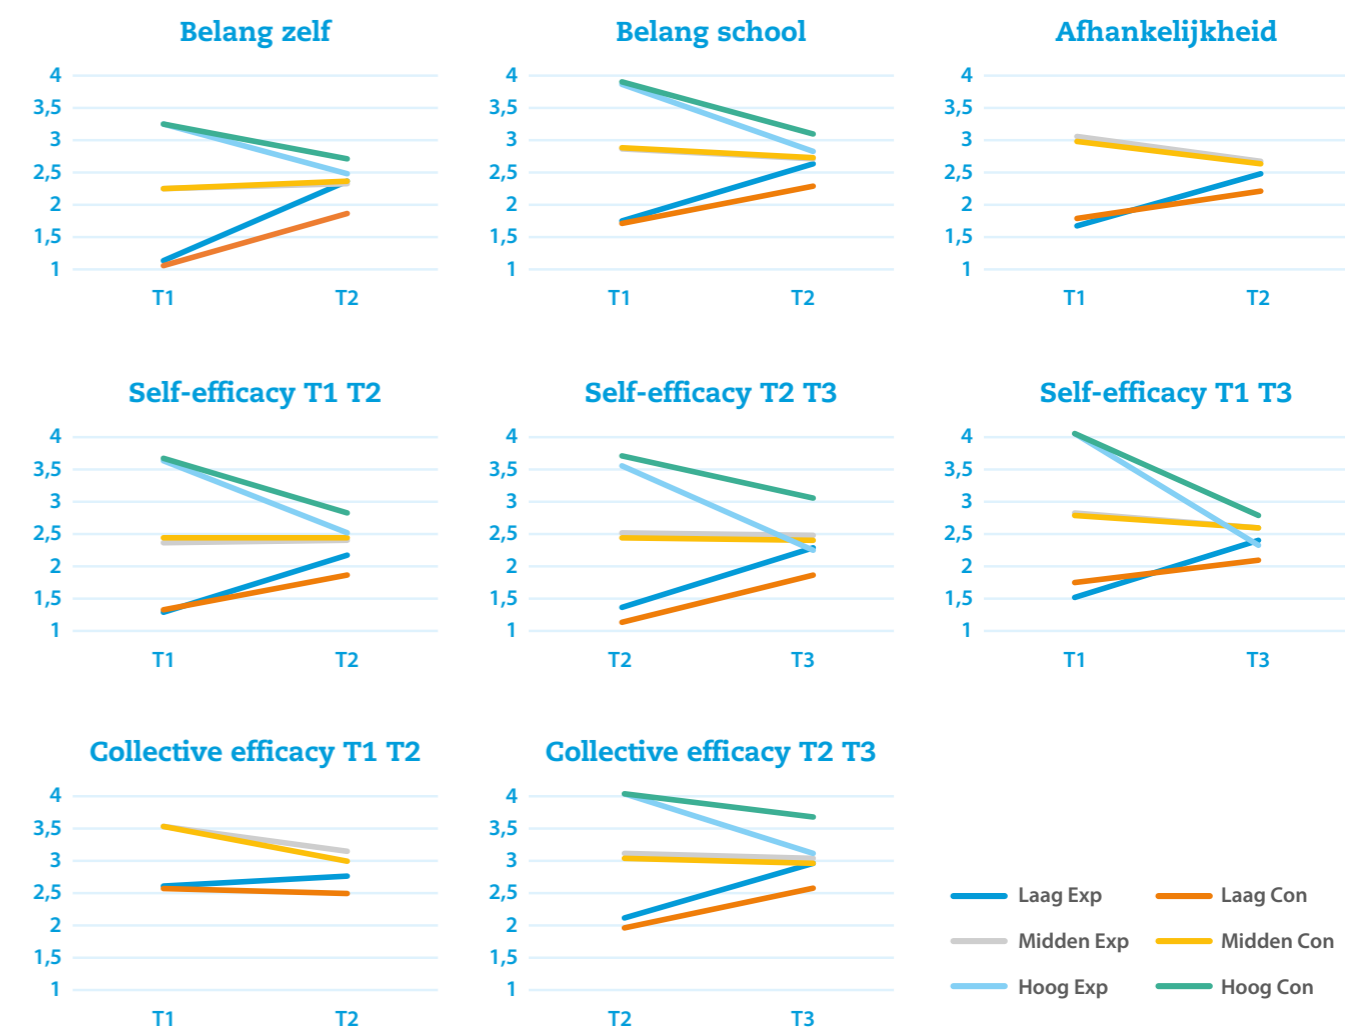 Belang zelf
4
3,5
3
2,5
2
1,5
1
T1 T2
Belang school
4
3,5
3
2,5
2
1,5
1
T1 T2
Afhankelijkheid
4
3,5
3
2,5
2
1,5
1
T1 T2
Self-efficacy T1 T2
4
3,5
3
2,5
2
1,5
1
T1 T2
Self-efficacy T2 T3
4
3,5
3
2,5
2
1,5
1
T2 T3
Self-efficacy T1 T3
4
3,5
3
2,5
2
1,5
1
T1 T3
Collective efficacy T1 T2
4
3,5
3
2,5
2
1,5
1
T1 T2
Collective efficacy T2 T3
4
3,5
3
2,5
2
1,5
1
T2 T3
Laag Exp Laag Con
Midden Exp Midden Con
Hoog Exp Hoog Con